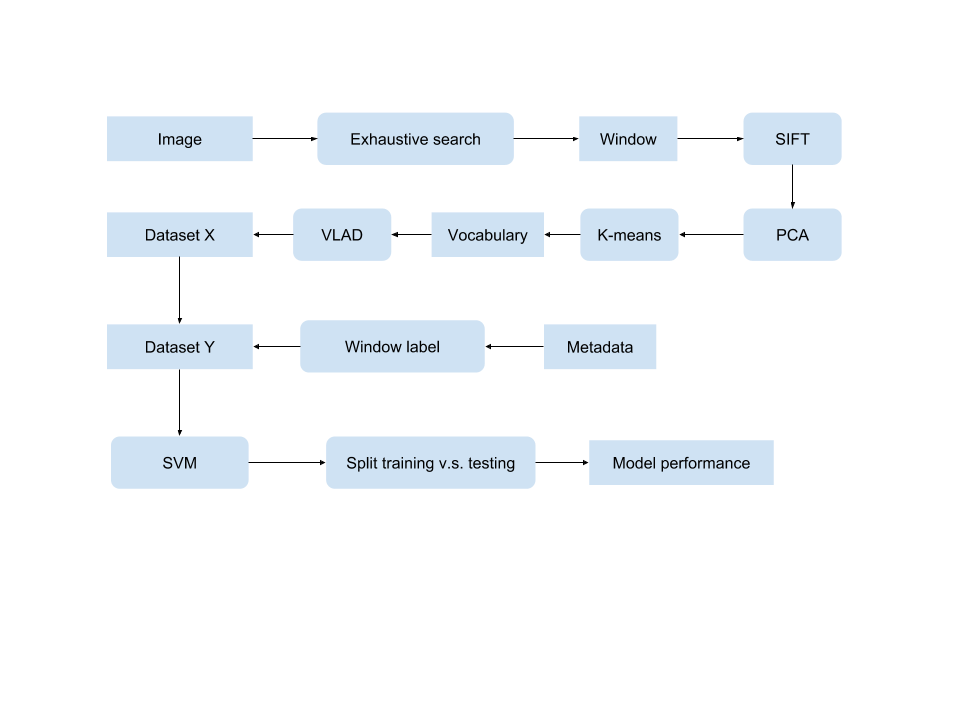 Image
Exhaustive search
Window
SIFT
Dataset X
VLAD
Vocabulary
K-means
PCA
Dataset Y
Window label
Metadata
SVM
Split training v.s. testing
Model performance